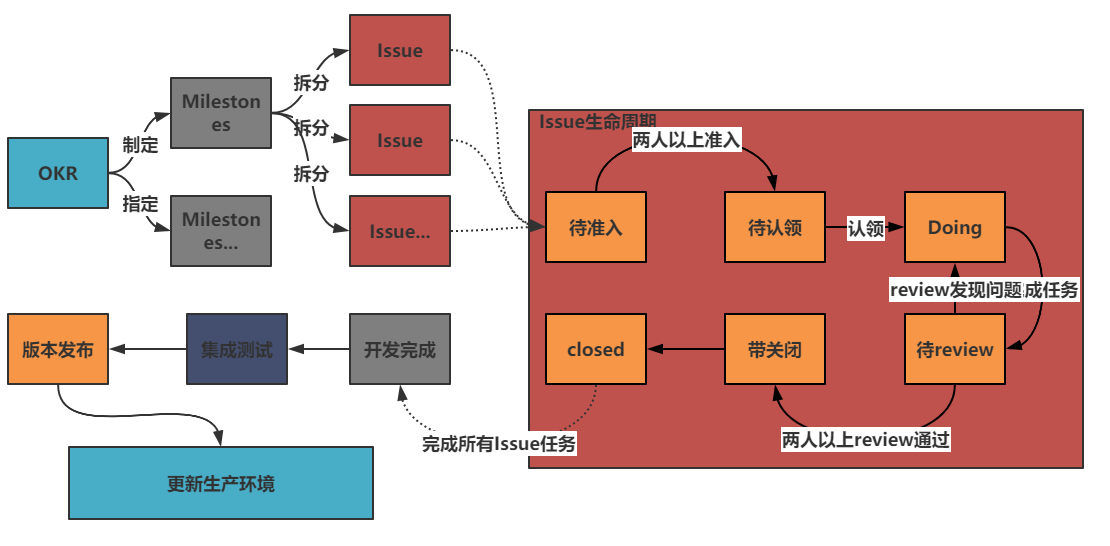 Issue
Issue生命周期
拆分
Mileston
es
两人以上准入
拆分
Issue
制定
OKR
拆分
指定
Mileston
es...
Issue...
待准入
待认领
认领
Doing
review发现问题
成任务
版本发布
集成测试
开发完成
closed
带关闭
待review
完成所有Issue任务
两人以上review通过
更新生产环境